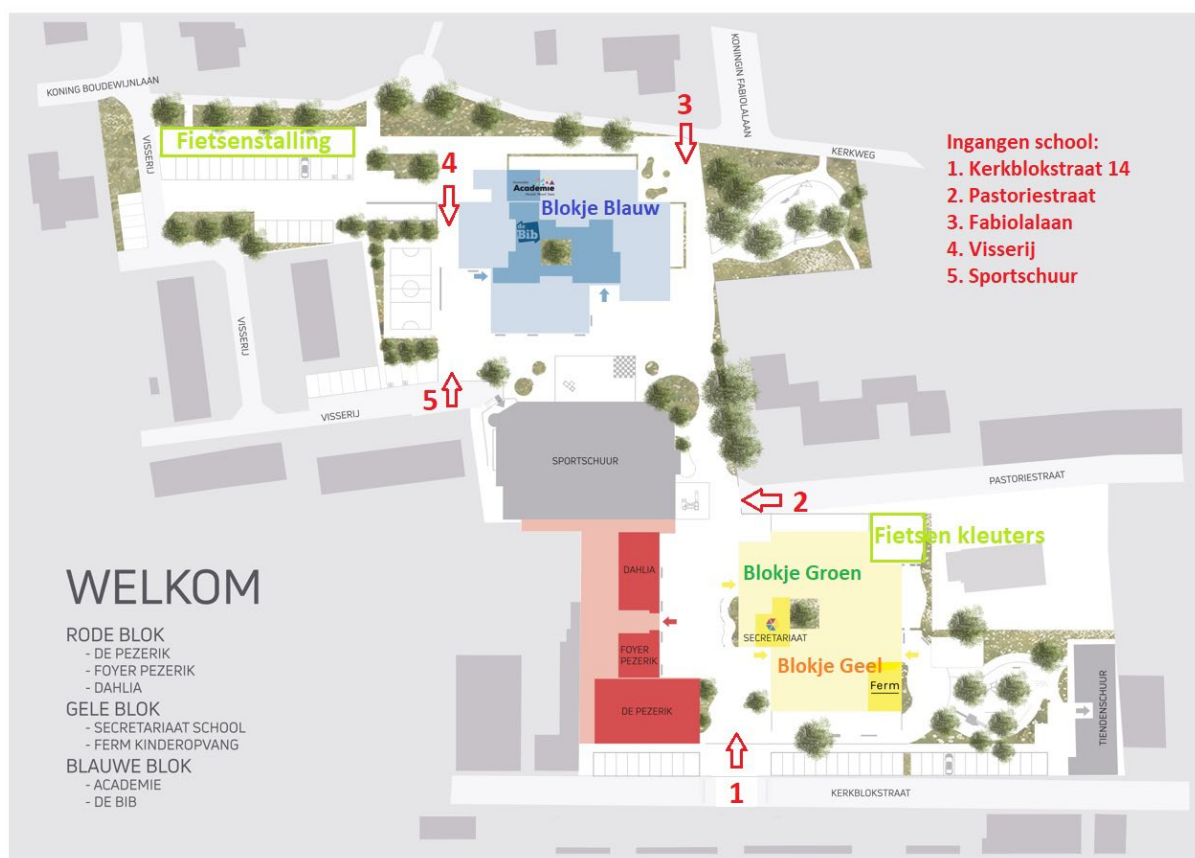 KONING BOUDEWIJNLAAN
KONINGIN FABIOLALAAN
3
Fietsenstalling
VISSERIJ
4
KERKWEG
Ingangen school:
1. Kerkblokstraat 14
2. Pastoriestraat
3. Fabiolalaan
4. Visserij
5. Sportschuur
Academie
Blokje Blauw
de
Bib
VISSERIJ
5
VISSERIJ
SPORTSCHUUR
PASTORIESTRAAT
2
Fietsen kleuters
WELKOM
DAHLIA
Blokje Groen
RODE BLOK
- DE PEZERIK
- FOYER PEZERIK
- DAHLIA
GELE BLOK
- SECRETARIAAT SCHOOL
- FERM KINDEROPVANG
BLAUWE BLOK
- ACADEMIE
- DE BIB
SECRETARIAAT
FOYER
PEZERIK
Blokje Geel
Ferm
DE PEZERIK
TIENDENSCHUUR
1
KERKBLOKSTRAAT